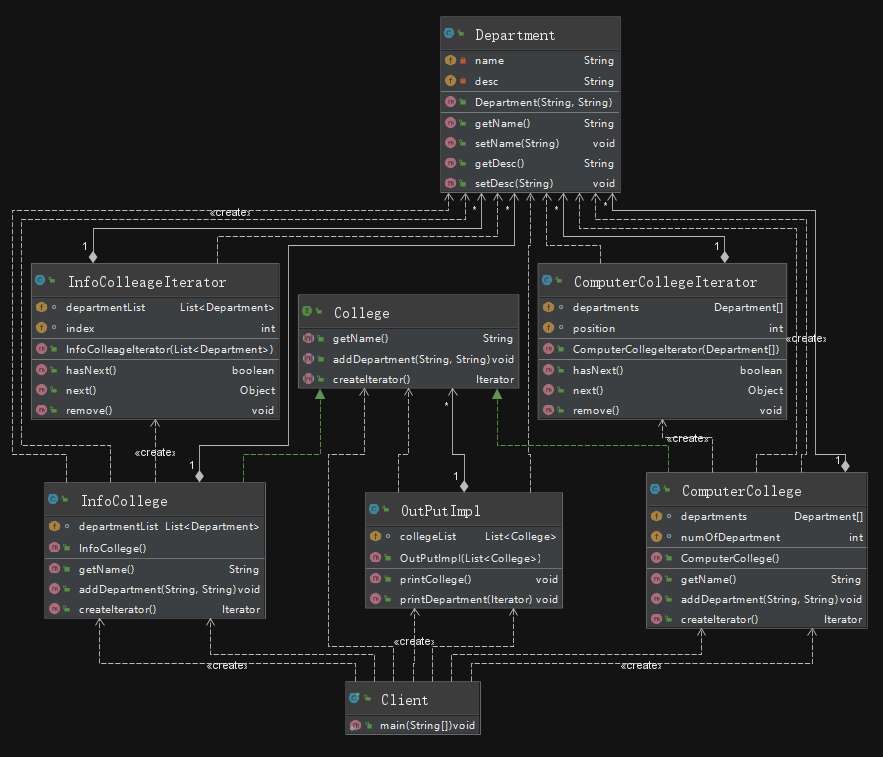 Department
name String
desc String
Department(String, String)
getName() String
setName(String) void
getDesc() String
setDesc(String) void
«create»
* * * *
1 1
InfoColleageIterator
departmentList List<Department>
index int
InfoColleageIterator(List<Department>)
hasNext() boolean
next() Object
remove() void
College
getName() String
addDepartment(String, String) void
createIterator() Iterator
ComputerCollegeIterator
departments Department[]
position int
ComputerCollegeIterator(Department[])
hasNext() boolean
next() Object
remove() void
«create»
*
«create»
«create»
1 1 1
InfoCollege
departmentList List<Department>
InfoCollege()
getName() String
addDepartment(String, String) void
createIterator() Iterator
OutPutImpl
collegeList List<College>
OutPutImpl(List<College>)
printCollege() void
printDepartment(Iterator) void
ComputerCollege
departments Department[]
numOfDepartment int
ComputerCollege()
getName() String
addDepartment(String, String) void
createIterator() Iterator
«create»
«create»
«create»
Client
main(String[]) void